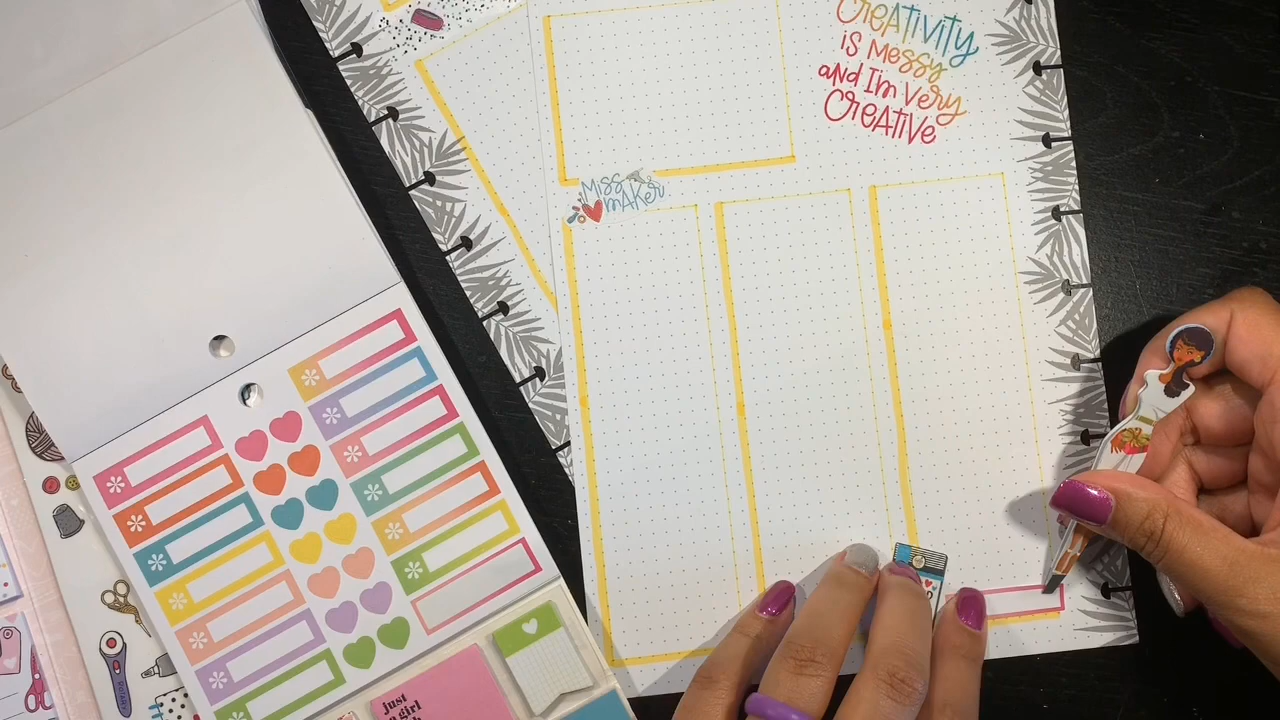 CREATIVITY
is messy
and I'm very
CREATIVE
Miss
mAKer
just
girl